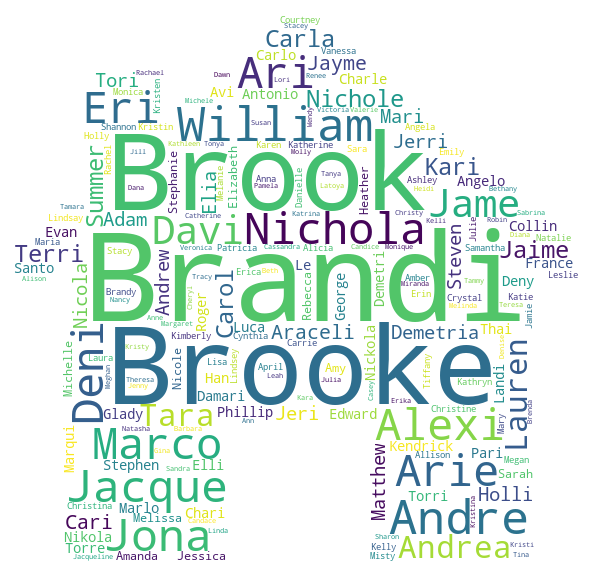 Courtney
Stacey
Carla
Vanessa
Ari
Carlo
Jayme
Tori
Rachael
Dawn
Lori
Renee
Charle
Monica
Kristen
Avi
Antonio
Nichole
Eri
William
Michele
Susan
Wendy
Victoria
Valerie
Mari
Shannon
Kristin
Angela
Holly
Rachel
Kathleen
Tonya
Karen
Katherine
Molly
Sara
Jerri
Emily
Brook
Jill
Dana
Stephanie
Melanie
Elia
Elizabeth
Anna
Pamela
Danielle
Tanya
Latoya
Heather
Kari
Ashley
Heidi
Angelo
Bethany
Summer
Tamara
Lindsay
Adam
Catherine
Davi
Katrina
Nichola
Christy
Jame
Robin
Sabrina
Evan
Maria
Terri
Stacy
Andrew
Veronica
Patricia
Cassandra
Alicia
Candice
Monique
Steven
Julie
Samantha
Collin
Diana
Natalie
Jaime
Santo
Alison
Nicola
Brandi
Tracy
Carol
Erica
Beth
Le
Rebecca
George
Demetri
Amber
Miranda
Erin
Crystal
Tammy
Deny
France
Leslie
Brandy
Nancy
Cheryl
Roger
Katie
Melinda
Teresa
Anne
Margaret
Luca
Cynthia
Araceli
Carrie
Nickola
Demetria
Thai
Jamie
Deni
Michelle
Laura
Meghan
Kristy
Kimberly
Nicole
Lindsey
Brooke
Lisa
April
Leah
Amy
Julia
Casey
Tiffany
Kathryn
Landi
Denise
Lauren
Theresa
Jenny
Han
Damari
Kara
Erika
Christine
Mary
Brenda
Glady
Tara
Phillip
Ann
Jeri
Edward
Alexi
Natasha
Barbara
Marqui
Marco
Gina
Matthew
Kendrick
Allison
Pari
Megan
Stephen
Sandra
Elli
Arie
Sarah
Christina
Jacque
Marlo
Chari
Candace
Torri
Holli
Kristina
Cari
Melissa
Linda
Nikola
Jona
Andre
Torre
Jacqueline
Amanda
Jessica
Sharon
Kelly
Misty
Andrea
Kristi
Tina
Kelli